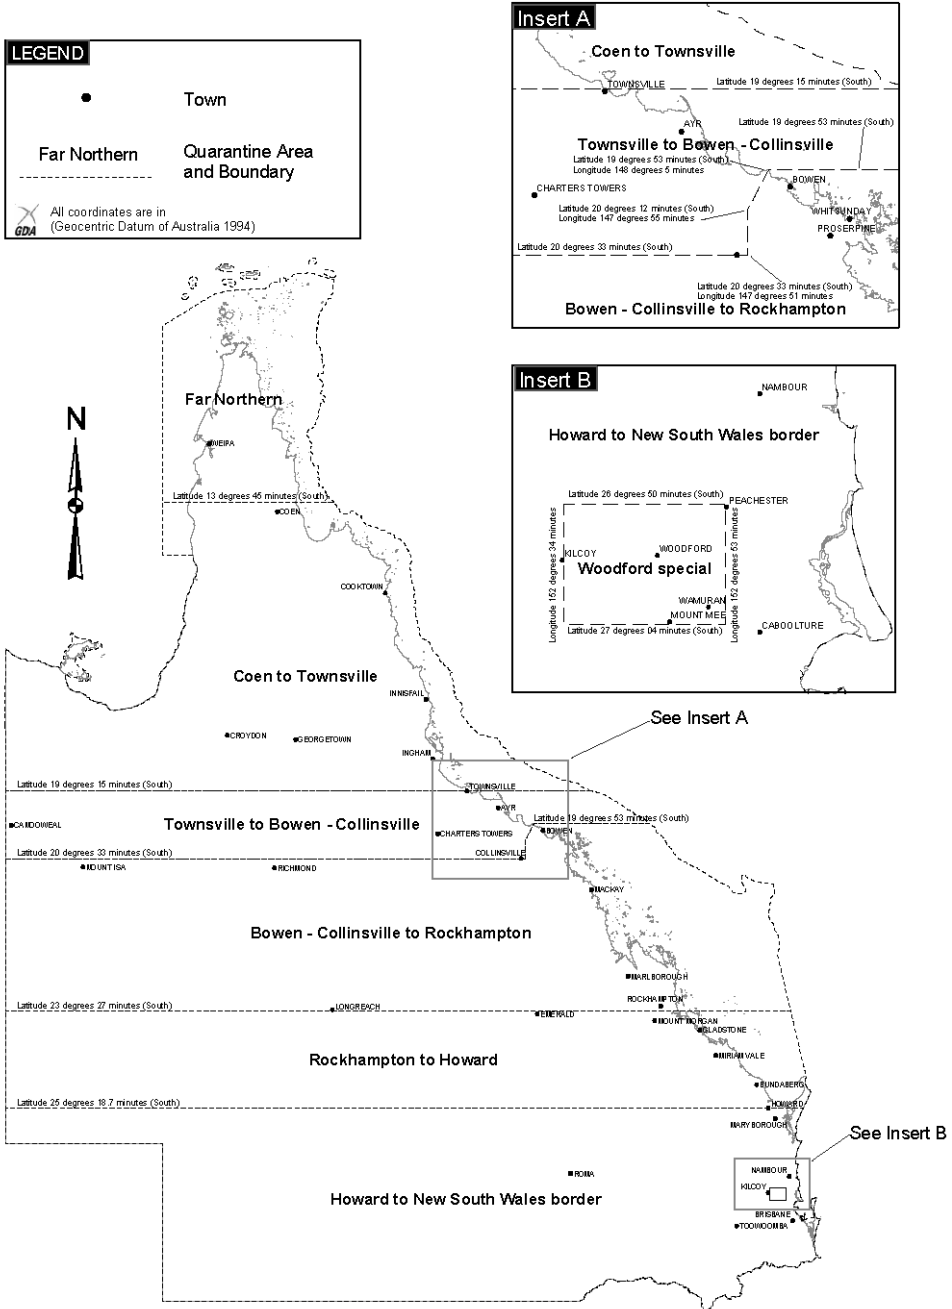 LEGEND
Town
Far Northern
Quarantine Area
and Boundary
GDA
All coordinates are in
(Geocentric Datum of Australia 1994)
Insert A
Coen to Townsville
Latitude 19 degrees 15 minutes (South)
TOWNSVILLE
AYR
Latitude 19 degrees 53 minutes (South)
Townsville to Bowen - Collinsville
Latitude 19 degrees 53 minutes (South)
Longitude 148 degrees 5 minutes
BOWEN
CHARTERS TOWERS
Latitude 20 degrees 12 minutes (South)
Longitude 147 degrees 55 minutes
WHITSUNDAY
PROSERPINE
Latitude 20 degrees 33 minutes (South)
Latitude 20 degrees 33 minutes (South)
Longitude 147 degrees 51 minutes
Bowen - Collinsville to Rockhampton
Insert B
NAMBOUR
Howard to New South Wales border
Latitude 26 degrees 50 minutes (South)
PEACHESTER
Longitude 152 degrees 34 minutes
Longitude 152 degrees 53 minutes
KILCOY
WOODFORD
Woodford special
WAMURAN
MOUNT MEE
Latitude 27 degrees 04 minutes (South)
CABOOLTURE
N
Far Northern
WEIPA
Latitude 13 degrees 45 minutes (South)
COEN
COOKTOWN
Coen to Townsville
INNISFAIL
See Insert A
CROYDON
GEORGETOWN
INGHAM
Latitude 19 degrees 15 minutes (South)
TOWNSVILLE
AYR
CAMOOWEAL
Townsville to Bowen - Collinsville
Latitude 19 degrees 53 minutes (South)
CHARTERS TOWERS
BOWEN
Latitude 20 degrees 33 minutes (South)
COLLINSVILLE
MOUNT ISA
RICHMOND
MACKAY
Bowen - Collinsville to Rockhampton
MARLBOROUGH
ROCKHAMPTON
Latitude 23 degrees 27 minutes (South)
LONGREACH
EMERALD
MOUNT MORGAN
GLADSTONE
Rockhampton to Howard
MIRIAM VALE
BUNDABERG
Latitude 25 degrees 18.7 minutes (South)
HOWARD
MARYBOROUGH
See Insert B
NAMBOUR
ROMA
KILCOY
Howard to New South Wales border
BRISBANE
TOOWOOMBA